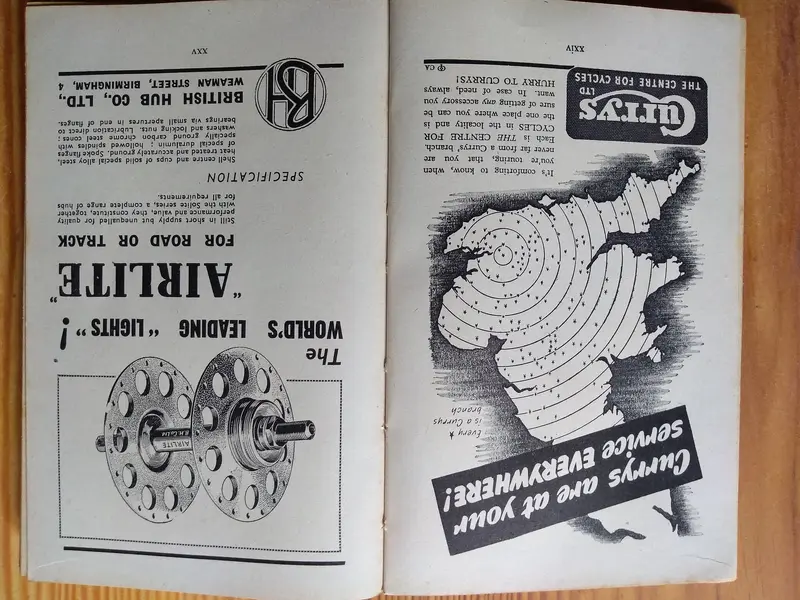 Currys are at your
service EVERYWHERE!
Every ★
is a Currys
branch
It's comforting to know, when
you're touring, that you are
never far from a Currys' Branch.
Each is THE CENTRE FOR
CYCLES in the locality and is
the one place where you can be
sure of getting any accessory you
want. In case of need, always
HURRY TO CURRYS!
CURRYS
LTD
THE CENTRE FOR CYCLES
CA
xxiv
AIRLITE
The
WORLD'S LEADING "LIGHTS"!
"AIRLITE"
FOR ROAD OR TRACK
Still in short supply but unequalled for quality
performance and value, they constitute, together
with the Solite series, a complete range of hubs
for all requirements.
SPECIFICATION
Shell centre and cups of solid special alloy steel,
heat treated and accurately ground. Spoke flanges
of special duralumin ; hollowed spindles with
specially ground carbon chrome steel cones ;
washers and locking nuts. Lubrication direct to
bearings via small apertures in end of flanges.
BH
BRITISH HUB CO., LTD.,
WEAMAN STREET, BIRMINGHAM, 4
xxv